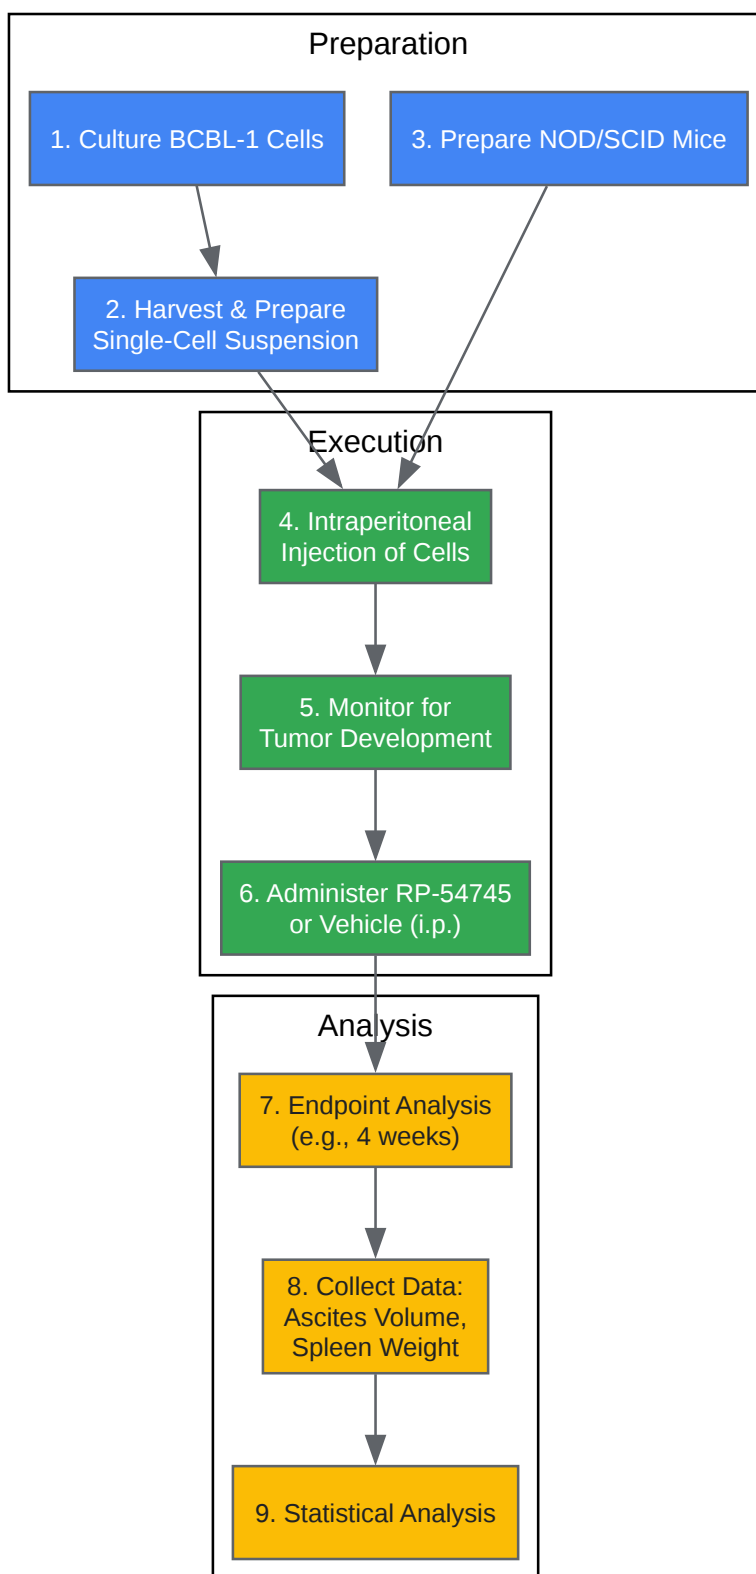 Preparation
1. Culture BCBL-1 Cells
3. Prepare NOD/SCID Mice
2. Harvest & Prepare
Single-Cell Suspension
Execution
4. Intraperitoneal
Injection of Cells
5. Monitor for
Tumor Development
6. Administer RP-54745
or Vehicle (i.p.)
Analysis
7. Endpoint Analysis
(e.g., 4 weeks)
8. Collect Data:
Ascites Volume,
Spleen Weight
9. Statistical Analysis